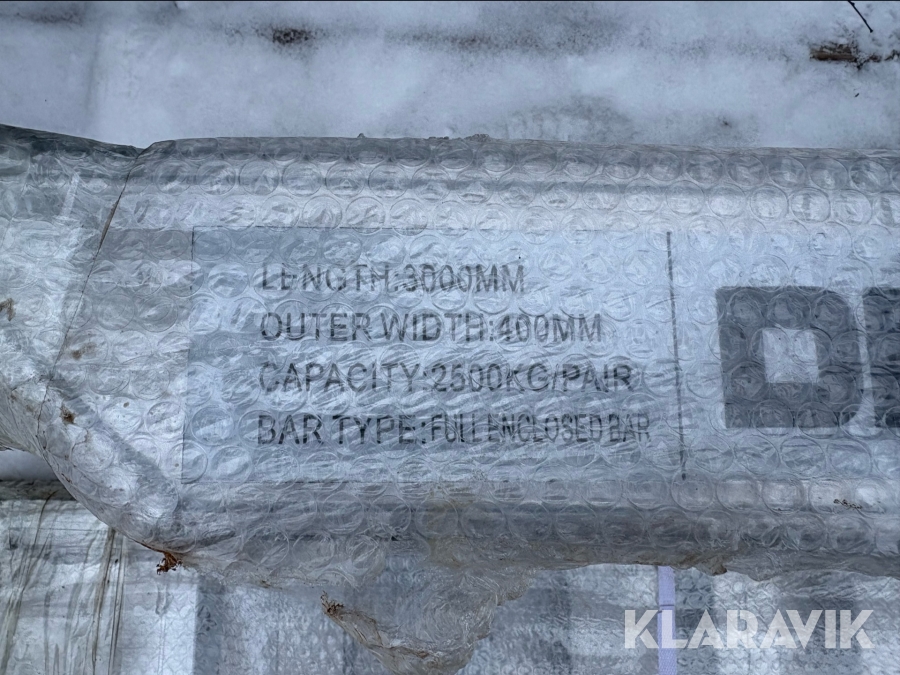 LENGTH:3000MM
OUTER WIDTH:400MM
CAPACITY:2500KG/PAIR
BAR TYPE:FULL ENCLOSED BAR
KLARAVIK